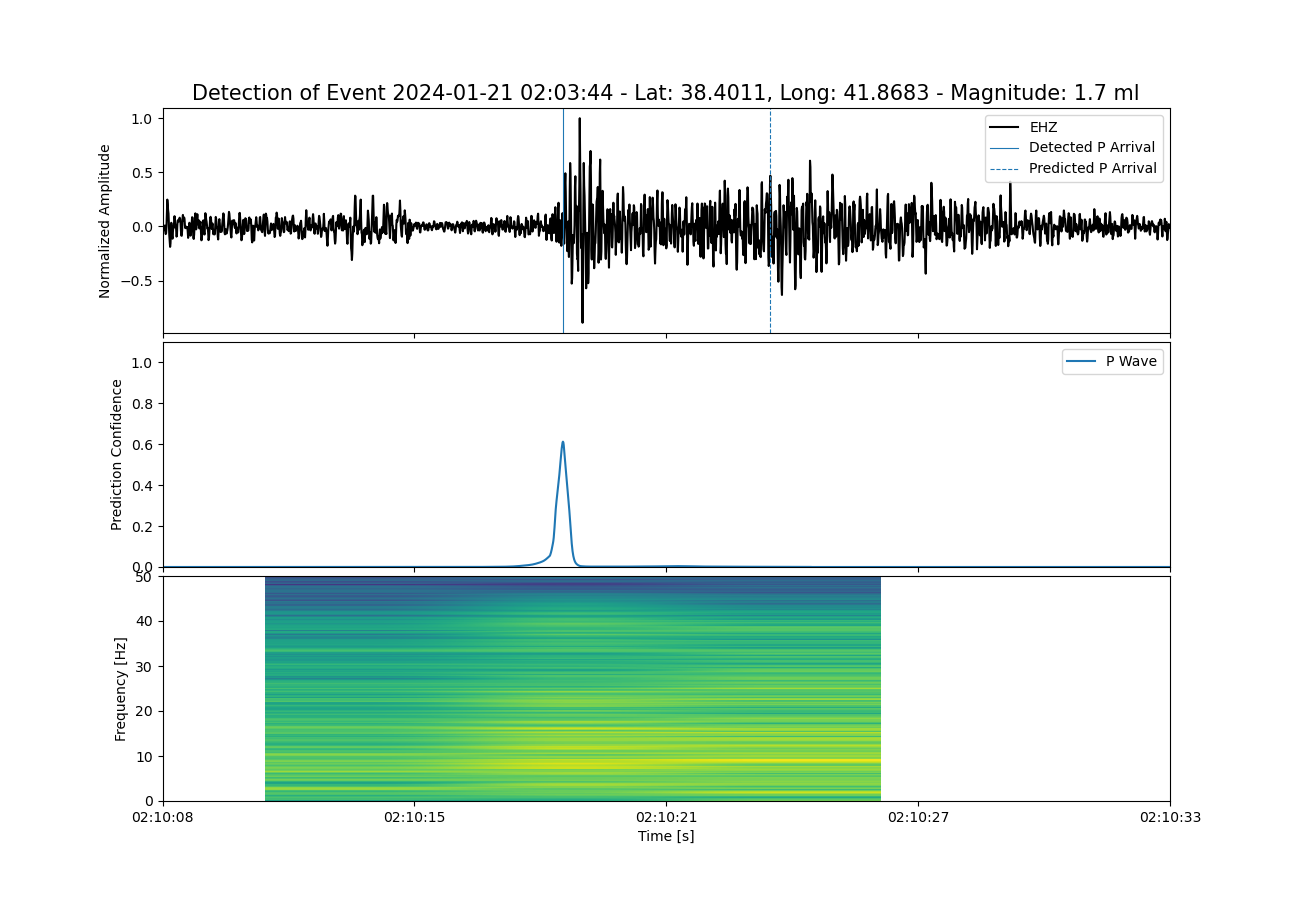 Detection of Event 2024-01-21 02:03:44 - Lat: 38.4011, Long: 41.8683 - Magnitude: 1.7 ml
Normalized Amplitude
1.0
0.5
0.0
−0.5
EHZ
Detected P Arrival
Predicted P Arrival
Prediction Confidence
1.0
0.8
0.6
0.4
0.2
0.0
P Wave
Frequency [Hz]
50
40
30
20
10
0
02:10:08 02:10:15 02:10:21 02:10:27 02:10:33
Time [s]